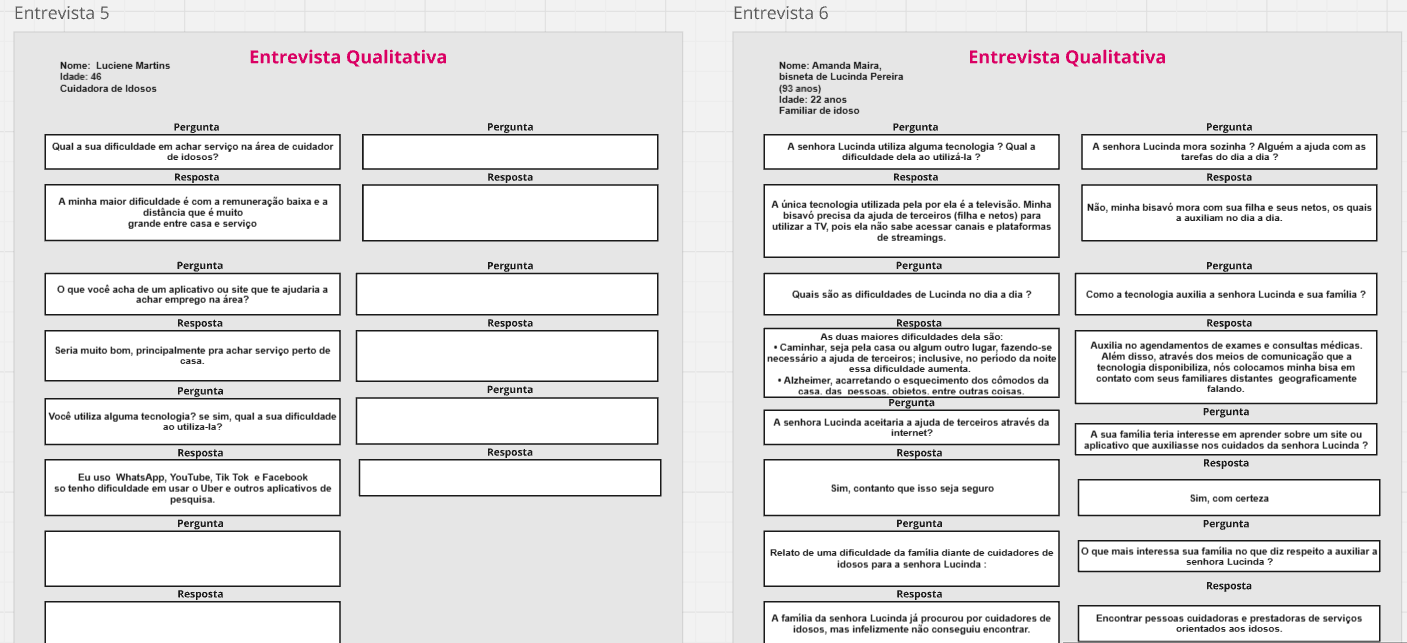 Entrevista 5
Entrevista Qualitativa
Nome:  Luciene Martins
Idade: 46
Cuidadora de Idosos
Pergunta
Qual a sua dificuldade em achar serviço na área de cuidador
de idosos?
Resposta
A minha maior dificuldade é com a remuneração baixa e a
distância que é muito
grande entre casa e serviço
Pergunta
O que você acha de um aplicativo ou site que te ajudaria a
achar emprego na área?
Resposta
Seria muito bom, principalmente pra achar serviço perto de
casa.
Pergunta
Você utiliza alguma tecnologia? se sim, qual a sua dificuldade
ao utiliza-la?
Resposta
Eu uso  WhatsApp, YouTube, Tik Tok  e Facebook
so tenho dificuldade em usar o Uber e outros aplicativos de
pesquisa.
Pergunta
Resposta
Pergunta
Resposta
Pergunta
Resposta
Pergunta
Resposta
Entrevista 6
Entrevista Qualitativa
Nome: Amanda Maira,
bisneta de Lucinda Pereira
(93 anos)
Idade: 22 anos
Familiar de idoso
Pergunta
A senhora Lucinda utiliza alguma tecnologia ? Qual a
dificuldade dela ao utilizá-la ?
Resposta
A única tecnologia utilizada pela por ela é a televisão. Minha
bisavó precisa da ajuda de terceiros (filha e netos) para
utilizar a TV, pois ela não sabe acessar canais e plataformas
de streamings.
Pergunta
Quais são as dificuldades de Lucinda no dia a dia ?
Resposta
As duas maiores dificuldades dela são:
• Caminhar, seja pela casa ou algum outro lugar, fazendo-se
necessário a ajuda de terceiros; inclusive, no período da noite
essa dificuldade aumenta.
• Alzheimer, acarretando o esquecimento dos cômodos da
casa, das  pessoas, objetos, entre outras coisas.
Pergunta
A senhora Lucinda aceitaria a ajuda de terceiros através da
internet?
Resposta
Sim, contanto que isso seja seguro
Pergunta
Relato de uma dificuldade da família diante de cuidadores de
idosos para a senhora Lucinda :
Resposta
A família da senhora Lucinda já procurou por cuidadores de
idosos, mas infelizmente não conseguiu encontrar.
Pergunta
A senhora Lucinda mora sozinha ? Alguém a ajuda com as
tarefas do dia a dia ?
Resposta
Não, minha bisavó mora com sua filha e seus netos, os quais
a auxiliam no dia a dia.
Pergunta
Como a tecnologia auxilia a senhora Lucinda e sua família ?
Resposta
Auxilia no agendamentos de exames e consultas médicas.
Além disso, através dos meios de comunicação que a
tecnologia disponibiliza, nós colocamos minha bisa em
contato com seus familiares distantes  geograficamente
falando.
Pergunta
A sua família teria interesse em aprender sobre um site ou
aplicativo que auxiliasse nos cuidados da senhora Lucinda ?
Resposta
Sim, com certeza
Pergunta
O que mais interessa sua família no que diz respeito a auxiliar a
senhora Lucinda ?
Resposta
Encontrar pessoas cuidadoras e prestadoras de serviços
orientados aos idosos.